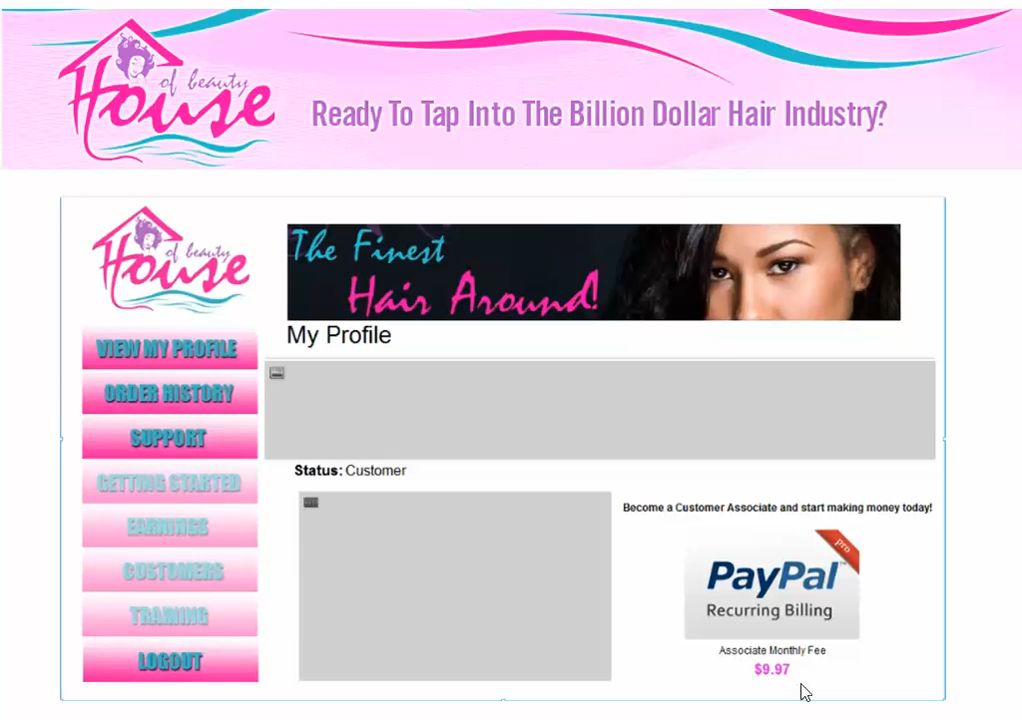 of beauty
House
Ready To Tap Into The Billion Dollar Hair Industry?
of beauty
House
The Finest
Hair Around!
My Profile
VIEW MY PROFILE
ORDER HISTORY
SUPPORT
GETTING STARTED
EARNINGS
CUSTOMERS
TRAINING
LOGOUT
Status: Customer
Become a Customer Associate and start making money today!
pro
PayPal™
Recurring Billing
Associate Monthly Fee
$9.97